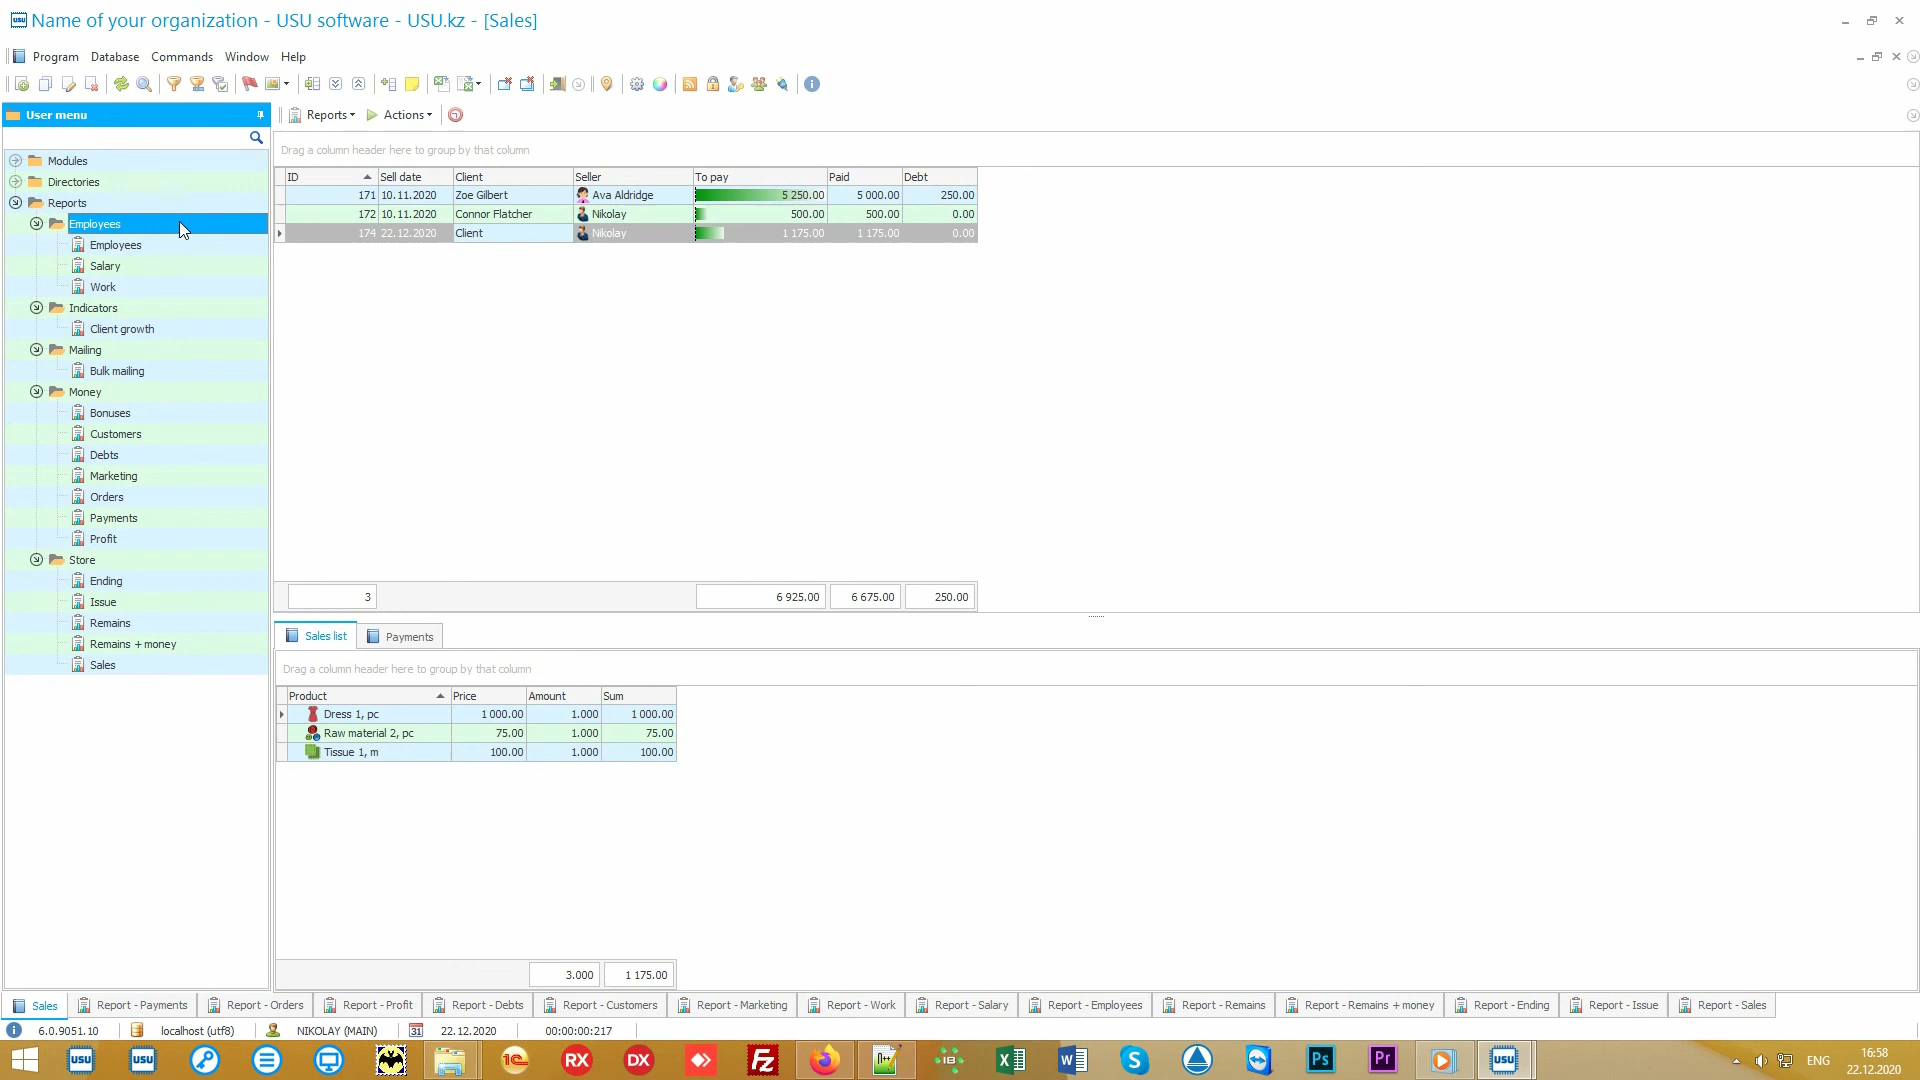 Name of your organization - USU software - USU.kz - [Sales]
Program Database Commands Window Help
User menu
Reports Actions
Drag a column header here to group by that column
Modules
Directories
Reports
Employees
Employees
Salary
Work
Indicators
Client growth
Mailing
Bulk mailing
Money
Bonuses
Customers
Debts
Marketing
Orders
Payments
Profit
Store
Ending
Issue
Remains
Remains + money
Sales
ID Sell date Client Seller To pay Paid Debt
171 10.11.2020 Zoe Gilbert Ava Aldridge 5 250.00 5 000.00 250.00
172 10.11.2020 Connor Flatcher Nikolay 500.00 500.00 0.00
174 22.12.2020 Client Nikolay 1 175.00 1 175.00 0.00
3 6 925.00 6 675.00 250.00
Sales list Payments
Drag a column header here to group by that column
Product Price Amount Sum
Dress 1, pc 1 000.00 1.000 1 000.00
Raw material 2, pc 75.00 1.000 75.00
Tissue 1, m 100.00 1.000 100.00
3.000 1 175.00
Sales Report - Payments Report - Orders Report - Profit Report - Debts Report - Customers Report - Marketing Report - Work Report - Salary Report - Employees Report - Remains Report - Remains + money Report - Ending Report - Issue Report - Sales
6.0.9051.10 localhost (utf8) NIKOLAY (MAIN) 31 22.12.2020 00:00:00:217
USU USU 1C RX DX FZ IB X W S Ps Pr USU ENG 16:58
22.12.2020